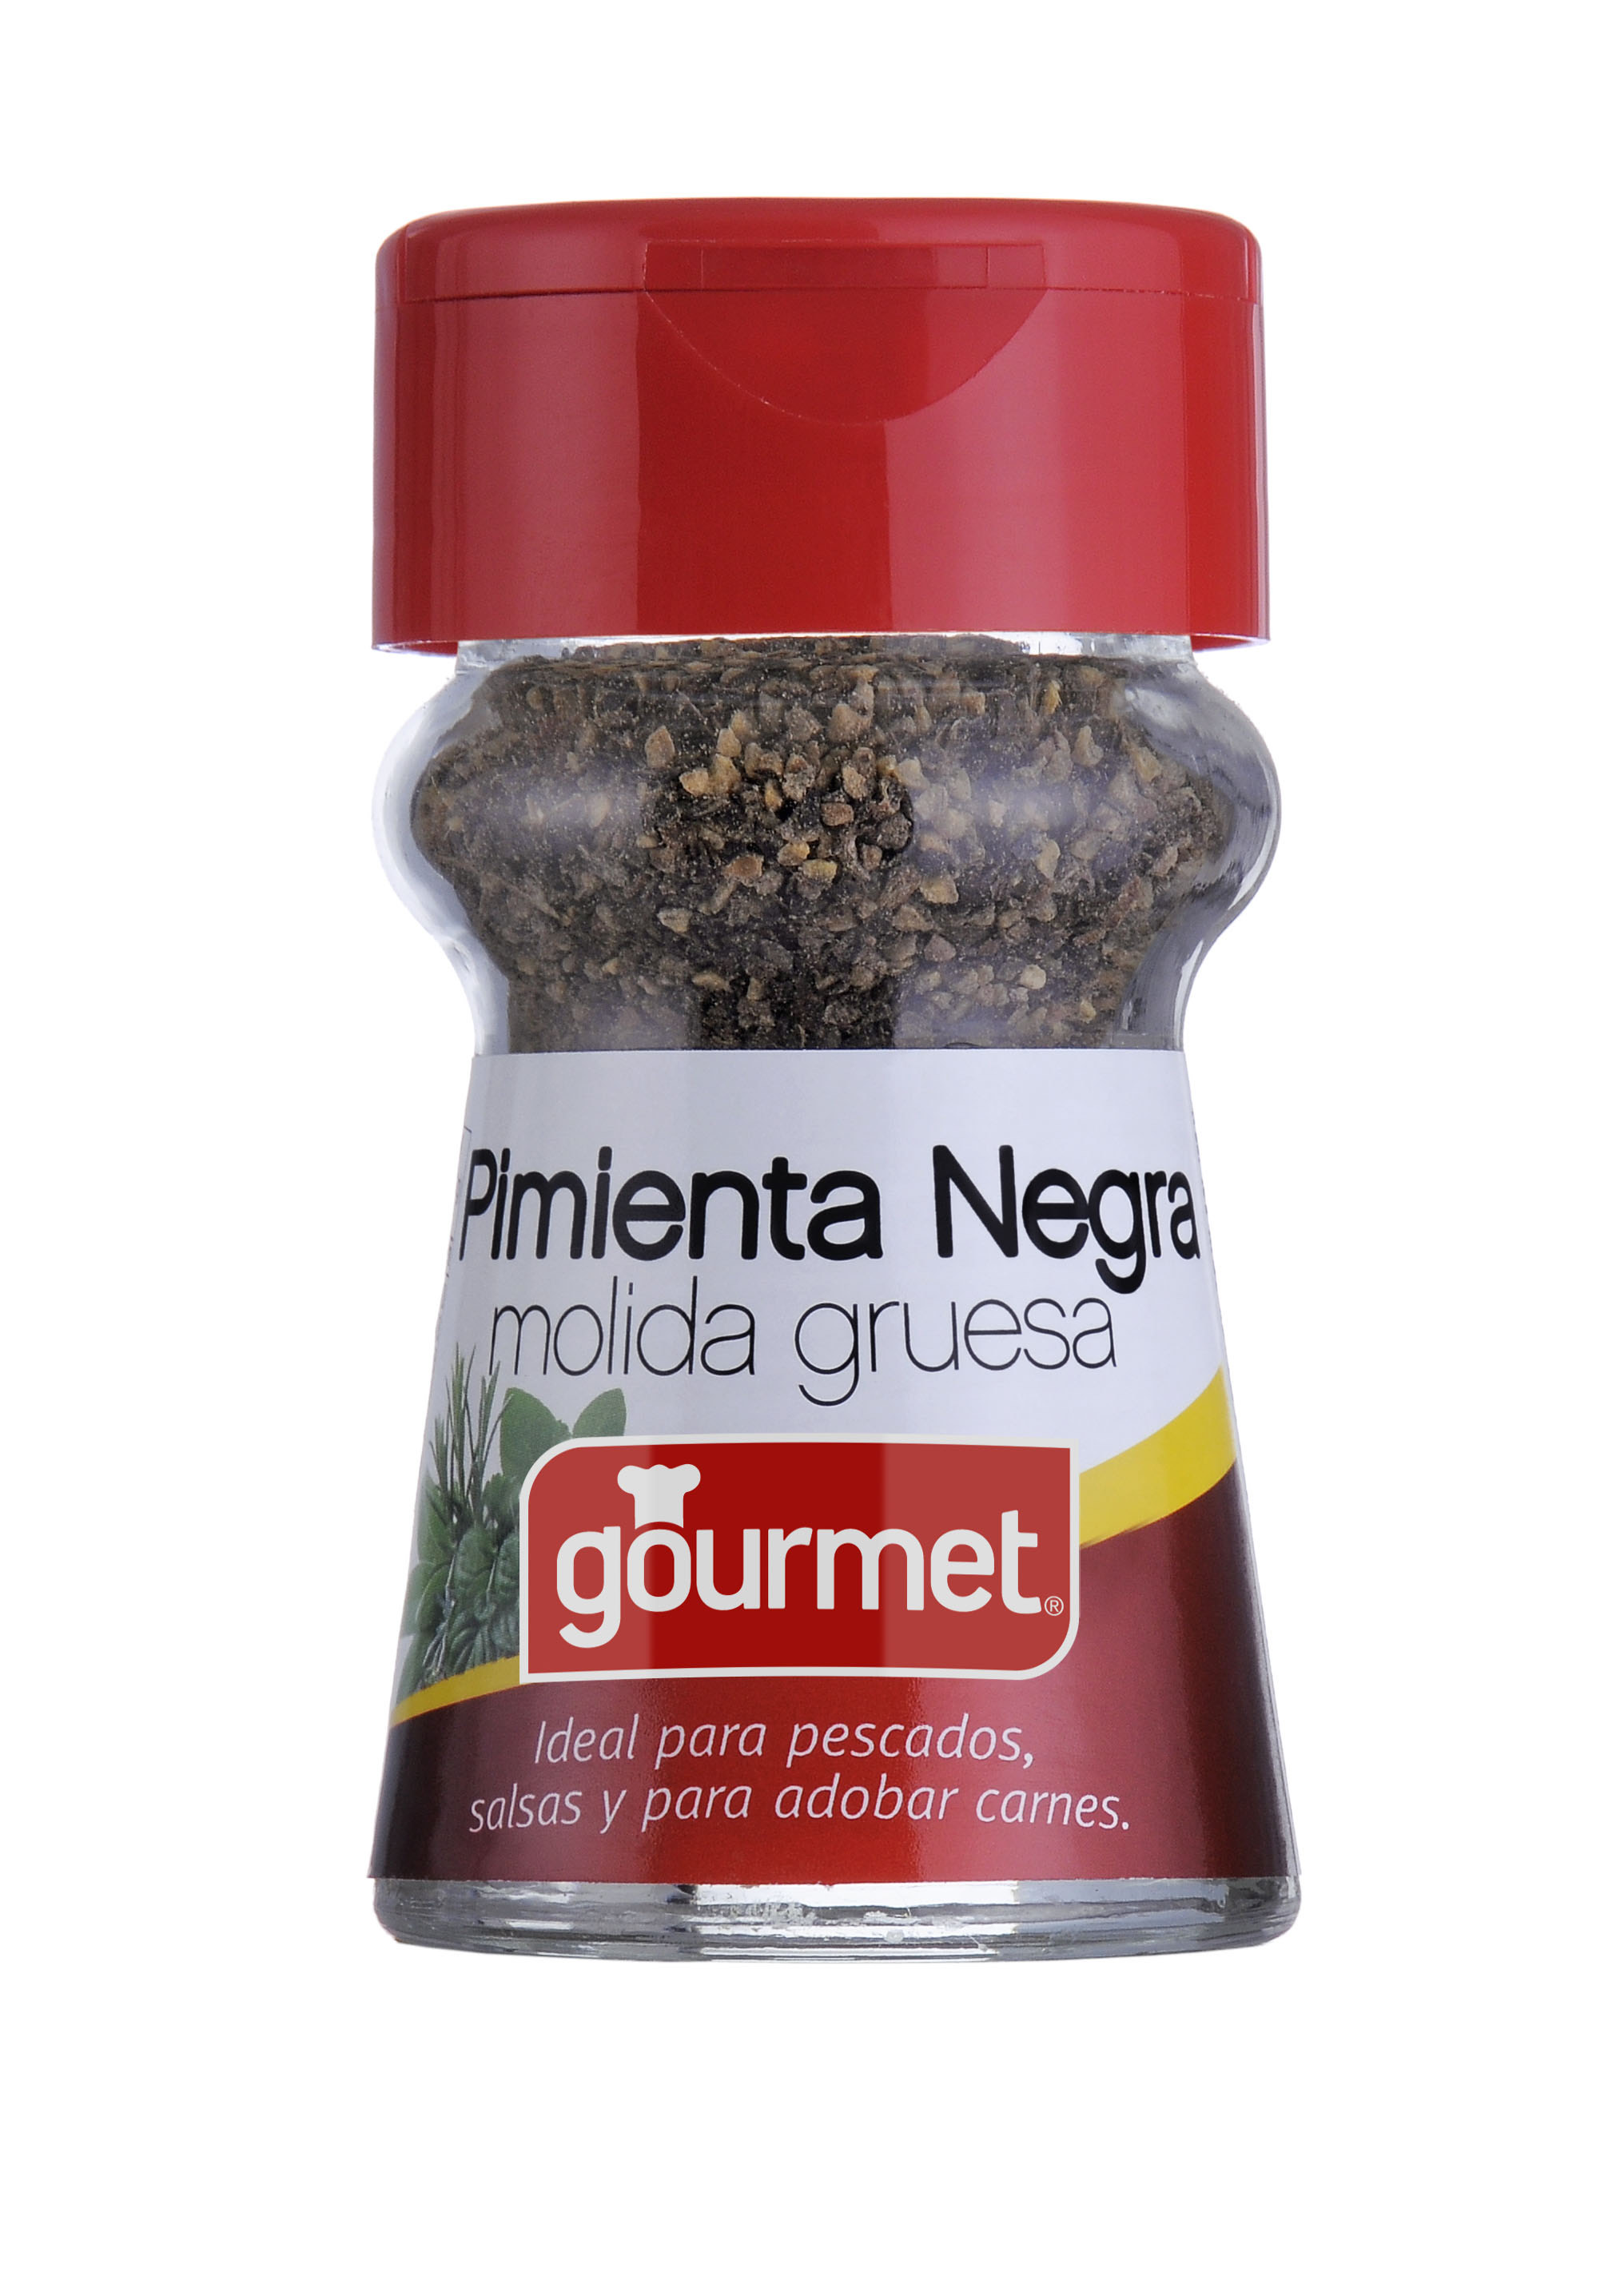 Pimienta Negra
molida gruesa
gourmet®
Ideal para pescados,
salsas y para adobar carnes.